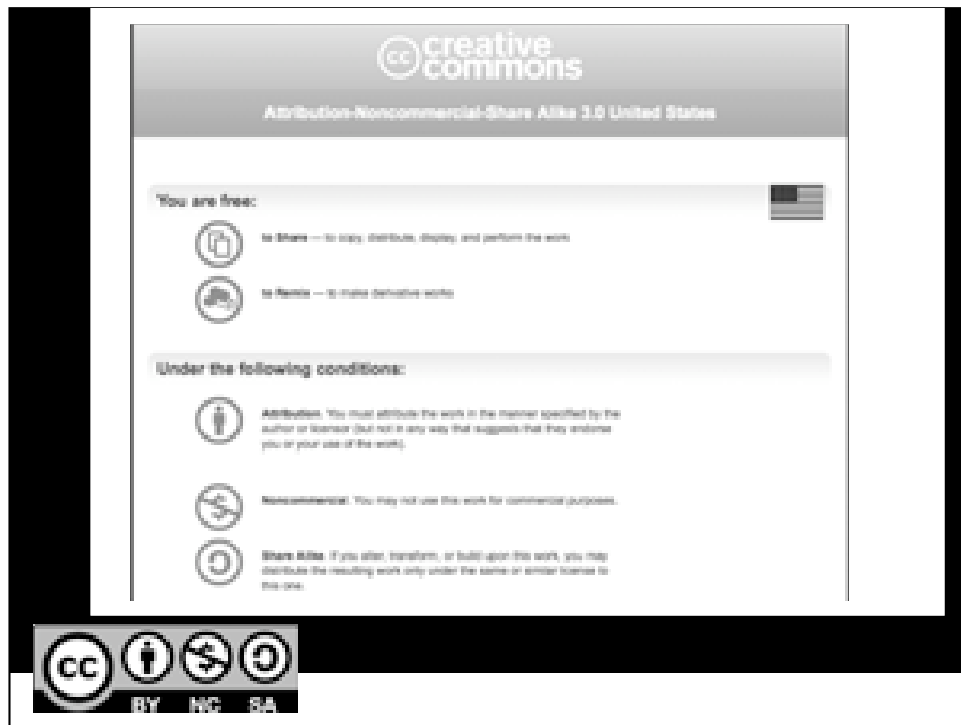 cc creative
commons
Attribution-Noncommercial-Share Alike 3.0 United States
You are free:
to Share — to copy, distribute, display, and perform the work
to Remix — to make derivative works
Under the following conditions:
Attribution. You must attribute the work in the manner specified by the
author or licensor (but not in any way that suggests that they endorse
you or your use of the work).
Noncommercial. You may not use this work for commercial purposes.
Share Alike. If you alter, transform, or build upon this work, you may
distribute the resulting work only under the same or similar license to
this one.
cc
BY NC SA